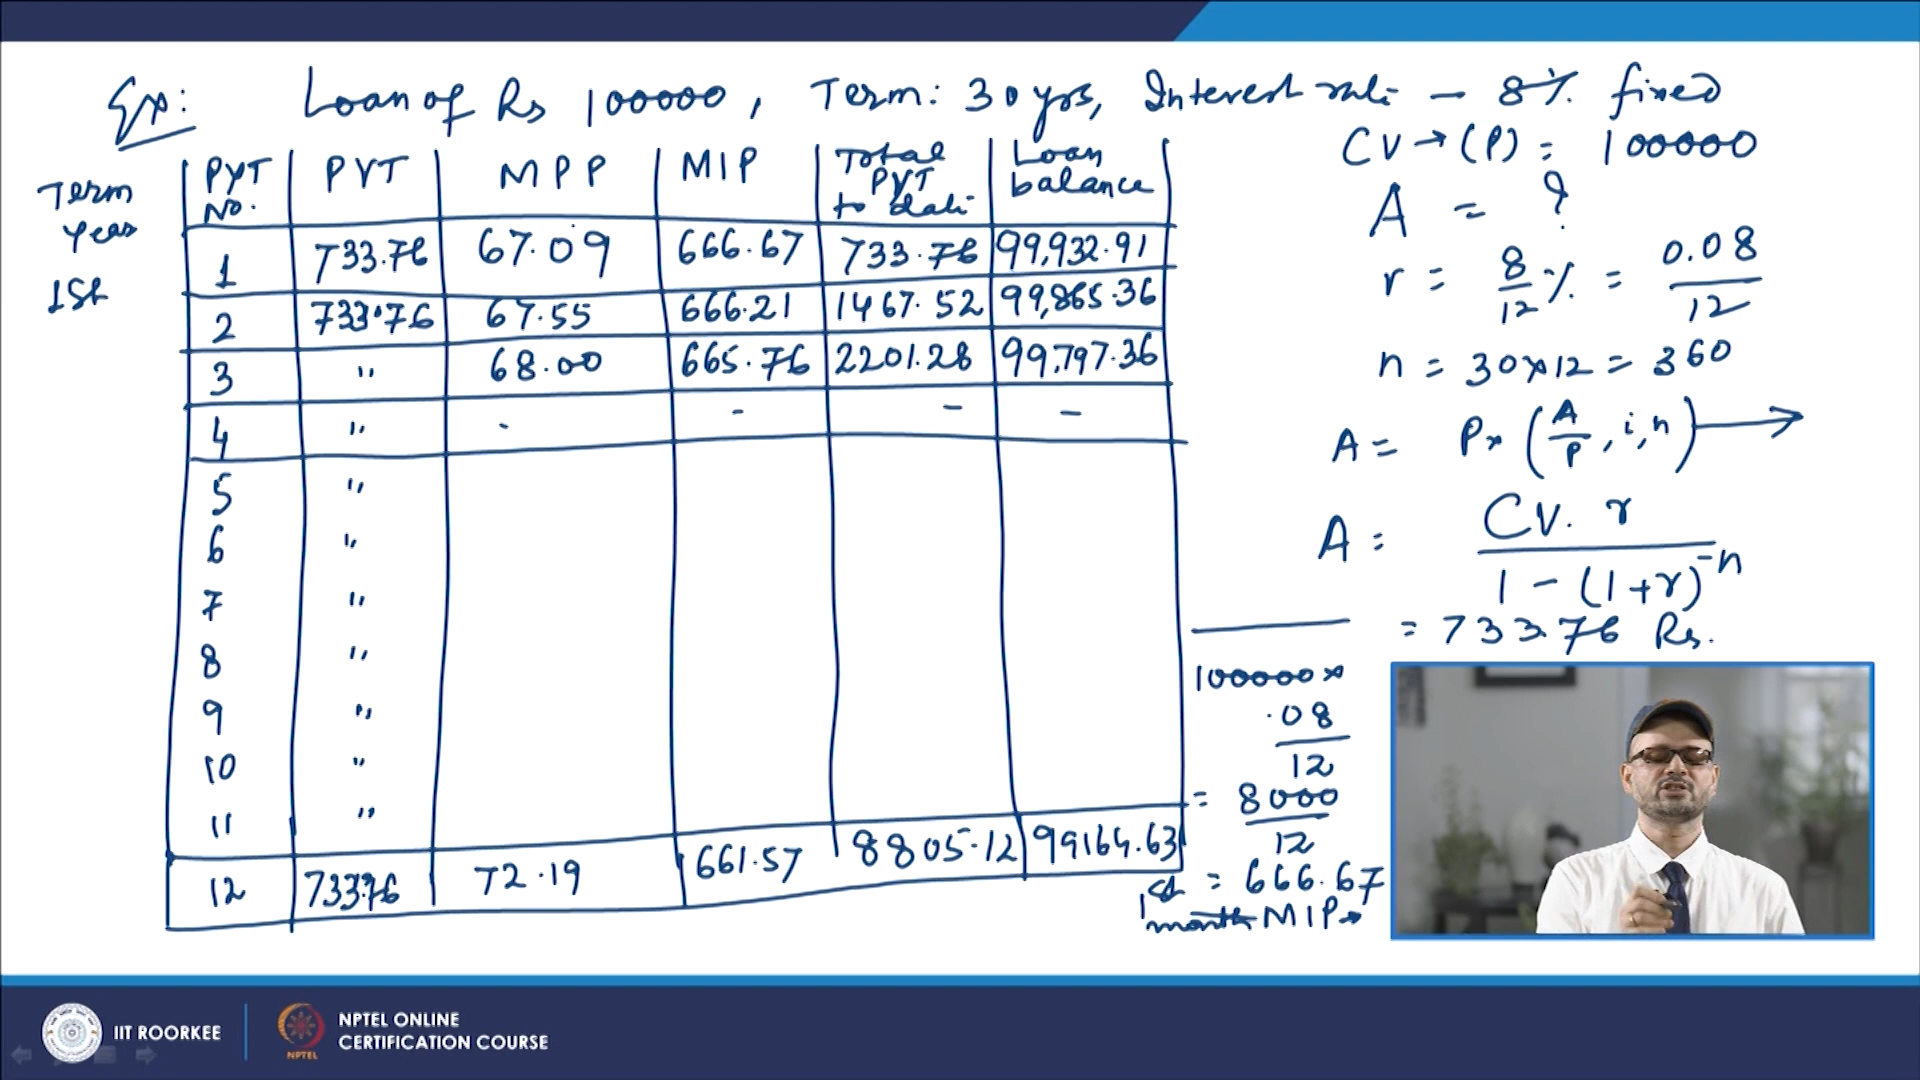 Ex: Loan of Rs 100000, Term: 30 yrs, Interest rate - 8% fixed
Term Year
PYT No. PYT MPP MIP Total PYT to date Loan balance
1st
1 733.76 67.09 666.67 733.76 99,932.91
2 733.76 67.55 666.21 1467.52 99,865.36
3 " 68.00 665.76 2201.28 99,797.36
4 " - - - -
5 "
6 "
7 "
8 "
9 "
10 "
11 "
12 733.76 72.19 661.57 8805.12 99164.63
CV → (P) = 100000
A = ?
r = 8/12 % = 0.08/12
n = 30×12 = 360
A = P× (A/P, i, n) →
A = CV. r / 1 - (1+r)^-n
= 733.76 Rs.
100000×
.08
12
= 8000
12
= 666.67
1st month MIP→
IIT ROORKEE
NPTEL
NPTEL ONLINE
CERTIFICATION COURSE